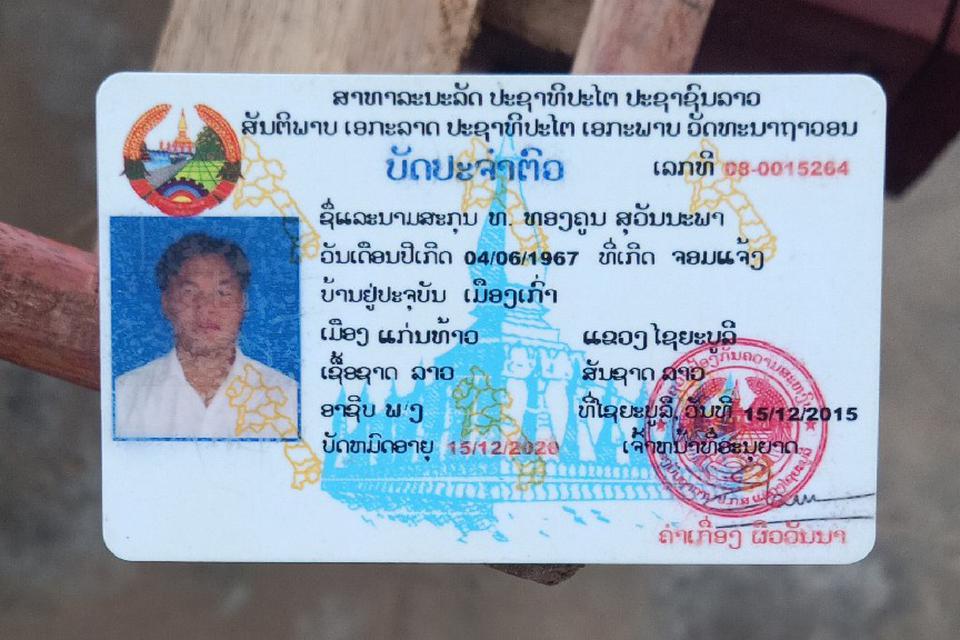 ສາທາລະນະລັດ ປະຊາທິປະໄຕ ປະຊາຊົນລາວ
ສັນຕິພາບ ເອກະລາດ ປະຊາທິປະໄຕ ເອກະພາບ ວັດທະນາຖາວອນ
ບັດປະຈຳຕົວ
ເລກທີ 08-0015264
ຊື່ແລະນາມສະກຸນ ທ. ທອງຄູນ ສຸວັນນະພາ
ວັນເດືອນປີເກີດ 04/06/1967 ທີ່ເກີດ ຈອມແຈ້ງ
ບ້ານຢູ່ປະຈຸບັນ ເມືອງເກົ່າ
ເມືອງ ແກ່ນທ້າວ ແຂວງໄຊຍະບູລີ
ເຊື້ອຊາດ ລາວ ສັນຊາດ ລາວ
ອາຊີບ ພ/ງ ທີ່ໄຊຍະບູລີ, ວັນທີ 15/12/2015
ບັດຫມົດອາຍຸ 15/12/2020 ເຈົ້າຫນ້າທີ່ອະນຸຍາດ
ຄຳເກື່ອງ ຜິວວັນນາ